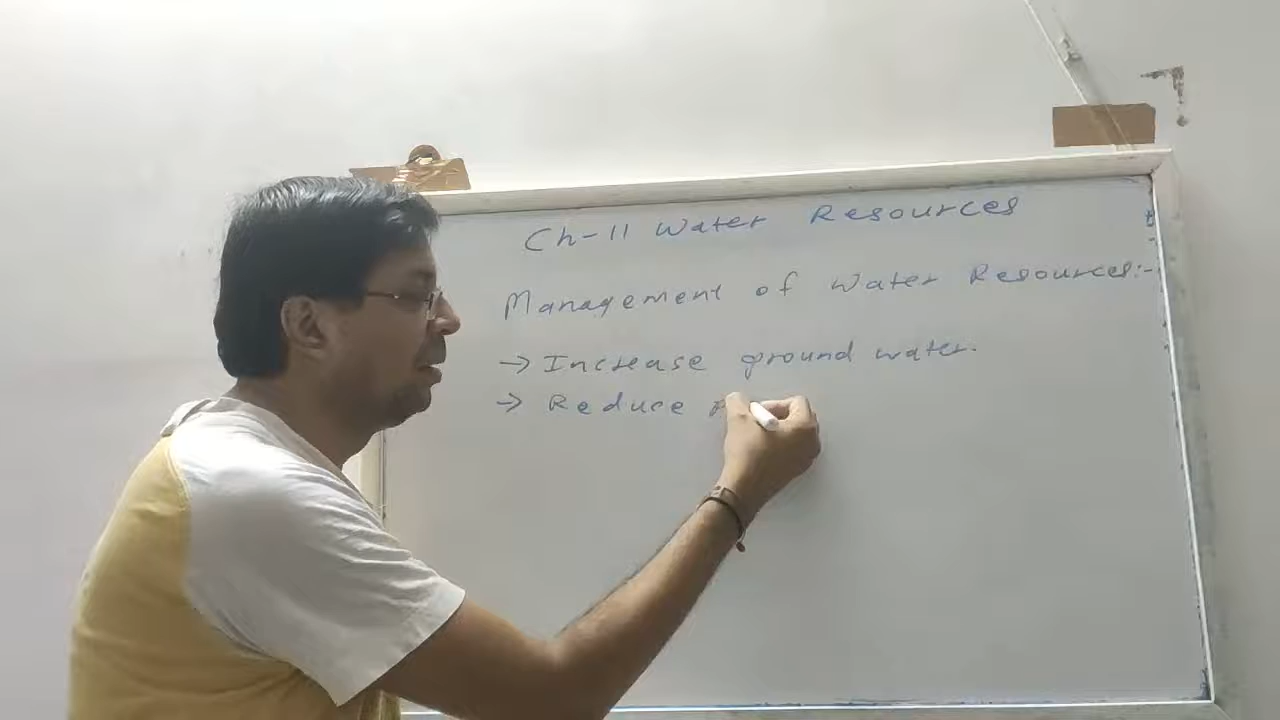 Ch-11 Water Resources
Management of Water Resources:-
→ Increase ground water.
→ Reduce